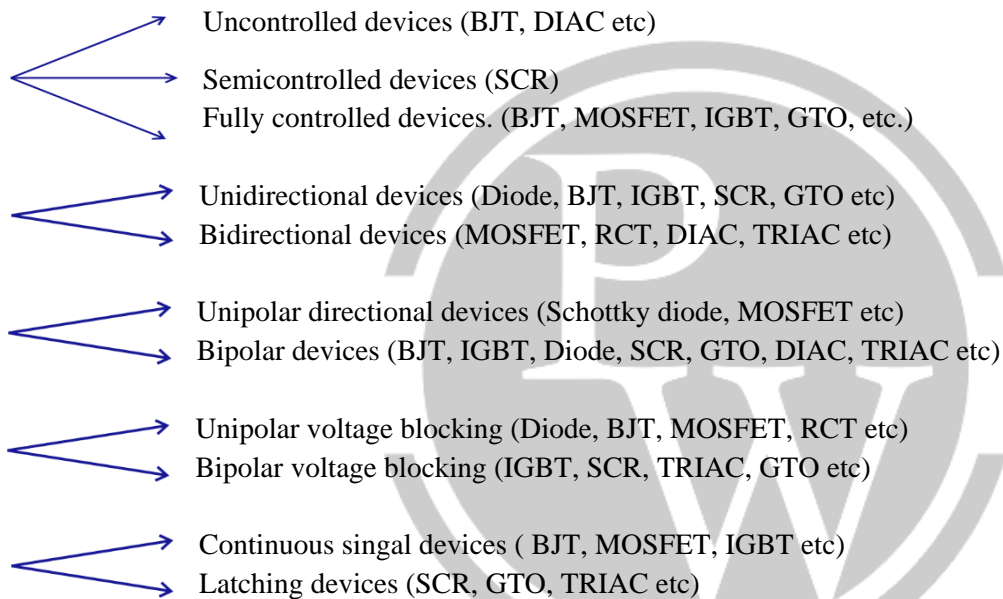 Uncontrolled devices (BJT, DIAC etc)
Semicontrolled devices (SCR)
Fully controlled devices. (BJT, MOSFET, IGBT, GTO, etc.)
Unidirectional devices (Diode, BJT, IGBT, SCR, GTO etc)
Bidirectional devices (MOSFET, RCT, DIAC, TRIAC etc)
Unipolar directional devices (Schottky diode, MOSFET etc)
Bipolar devices (BJT, IGBT, Diode, SCR, GTO, DIAC, TRIAC etc)
Unipolar voltage blocking (Diode, BJT, MOSFET, RCT etc)
Bipolar voltage blocking (IGBT, SCR, TRIAC, GTO etc)
Continuous singal devices ( BJT, MOSFET, IGBT etc)
Latching devices (SCR, GTO, TRIAC etc)
P
W